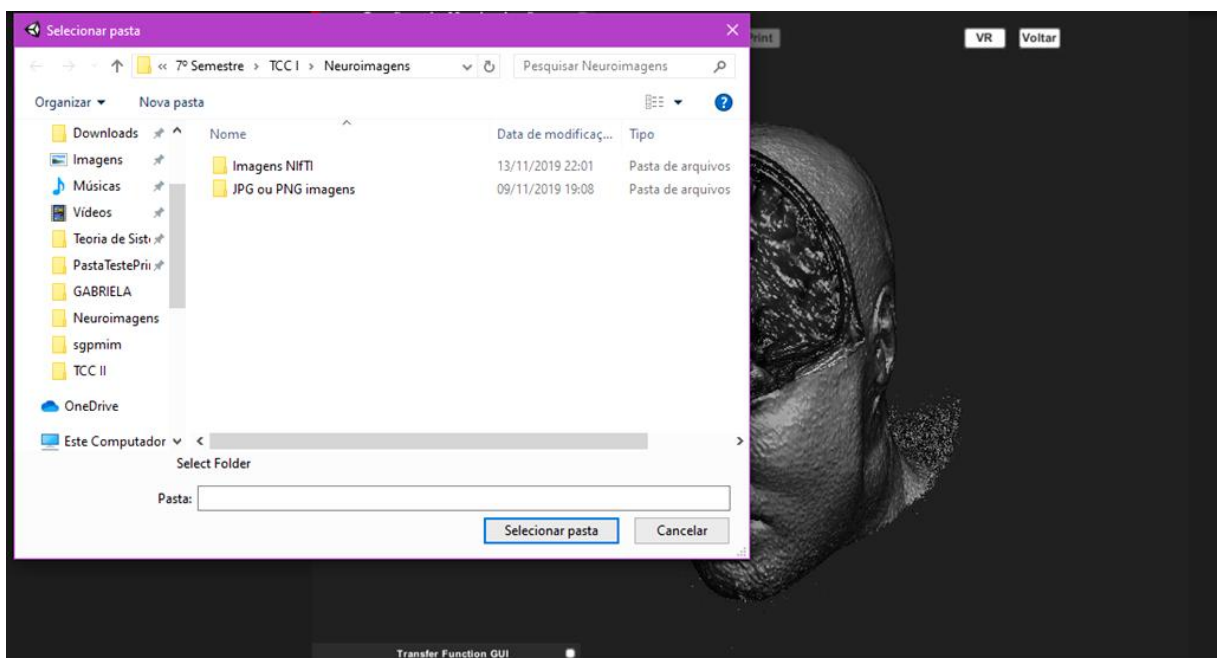 Selecionar pasta
Print
VR
Voltar
« 7º Semestre > TCC I > Neuroimagens
Pesquisar Neuroimagens
Organizar
Nova pasta
Nome
Data de modificaç...
Tipo
Downloads
Imagens
Músicas
Vídeos
Teoria de Sist
PastaTestePri
GABRIELA
Neuroimagens
sgpmim
TCC II
OneDrive
Este Computador
Imagens NIfTI
13/11/2019 22:01
Pasta de arquivos
JPG ou PNG imagens
09/11/2019 19:08
Pasta de arquivos
Select Folder
Pasta:
Selecionar pasta
Cancelar
Transfer Function GUI